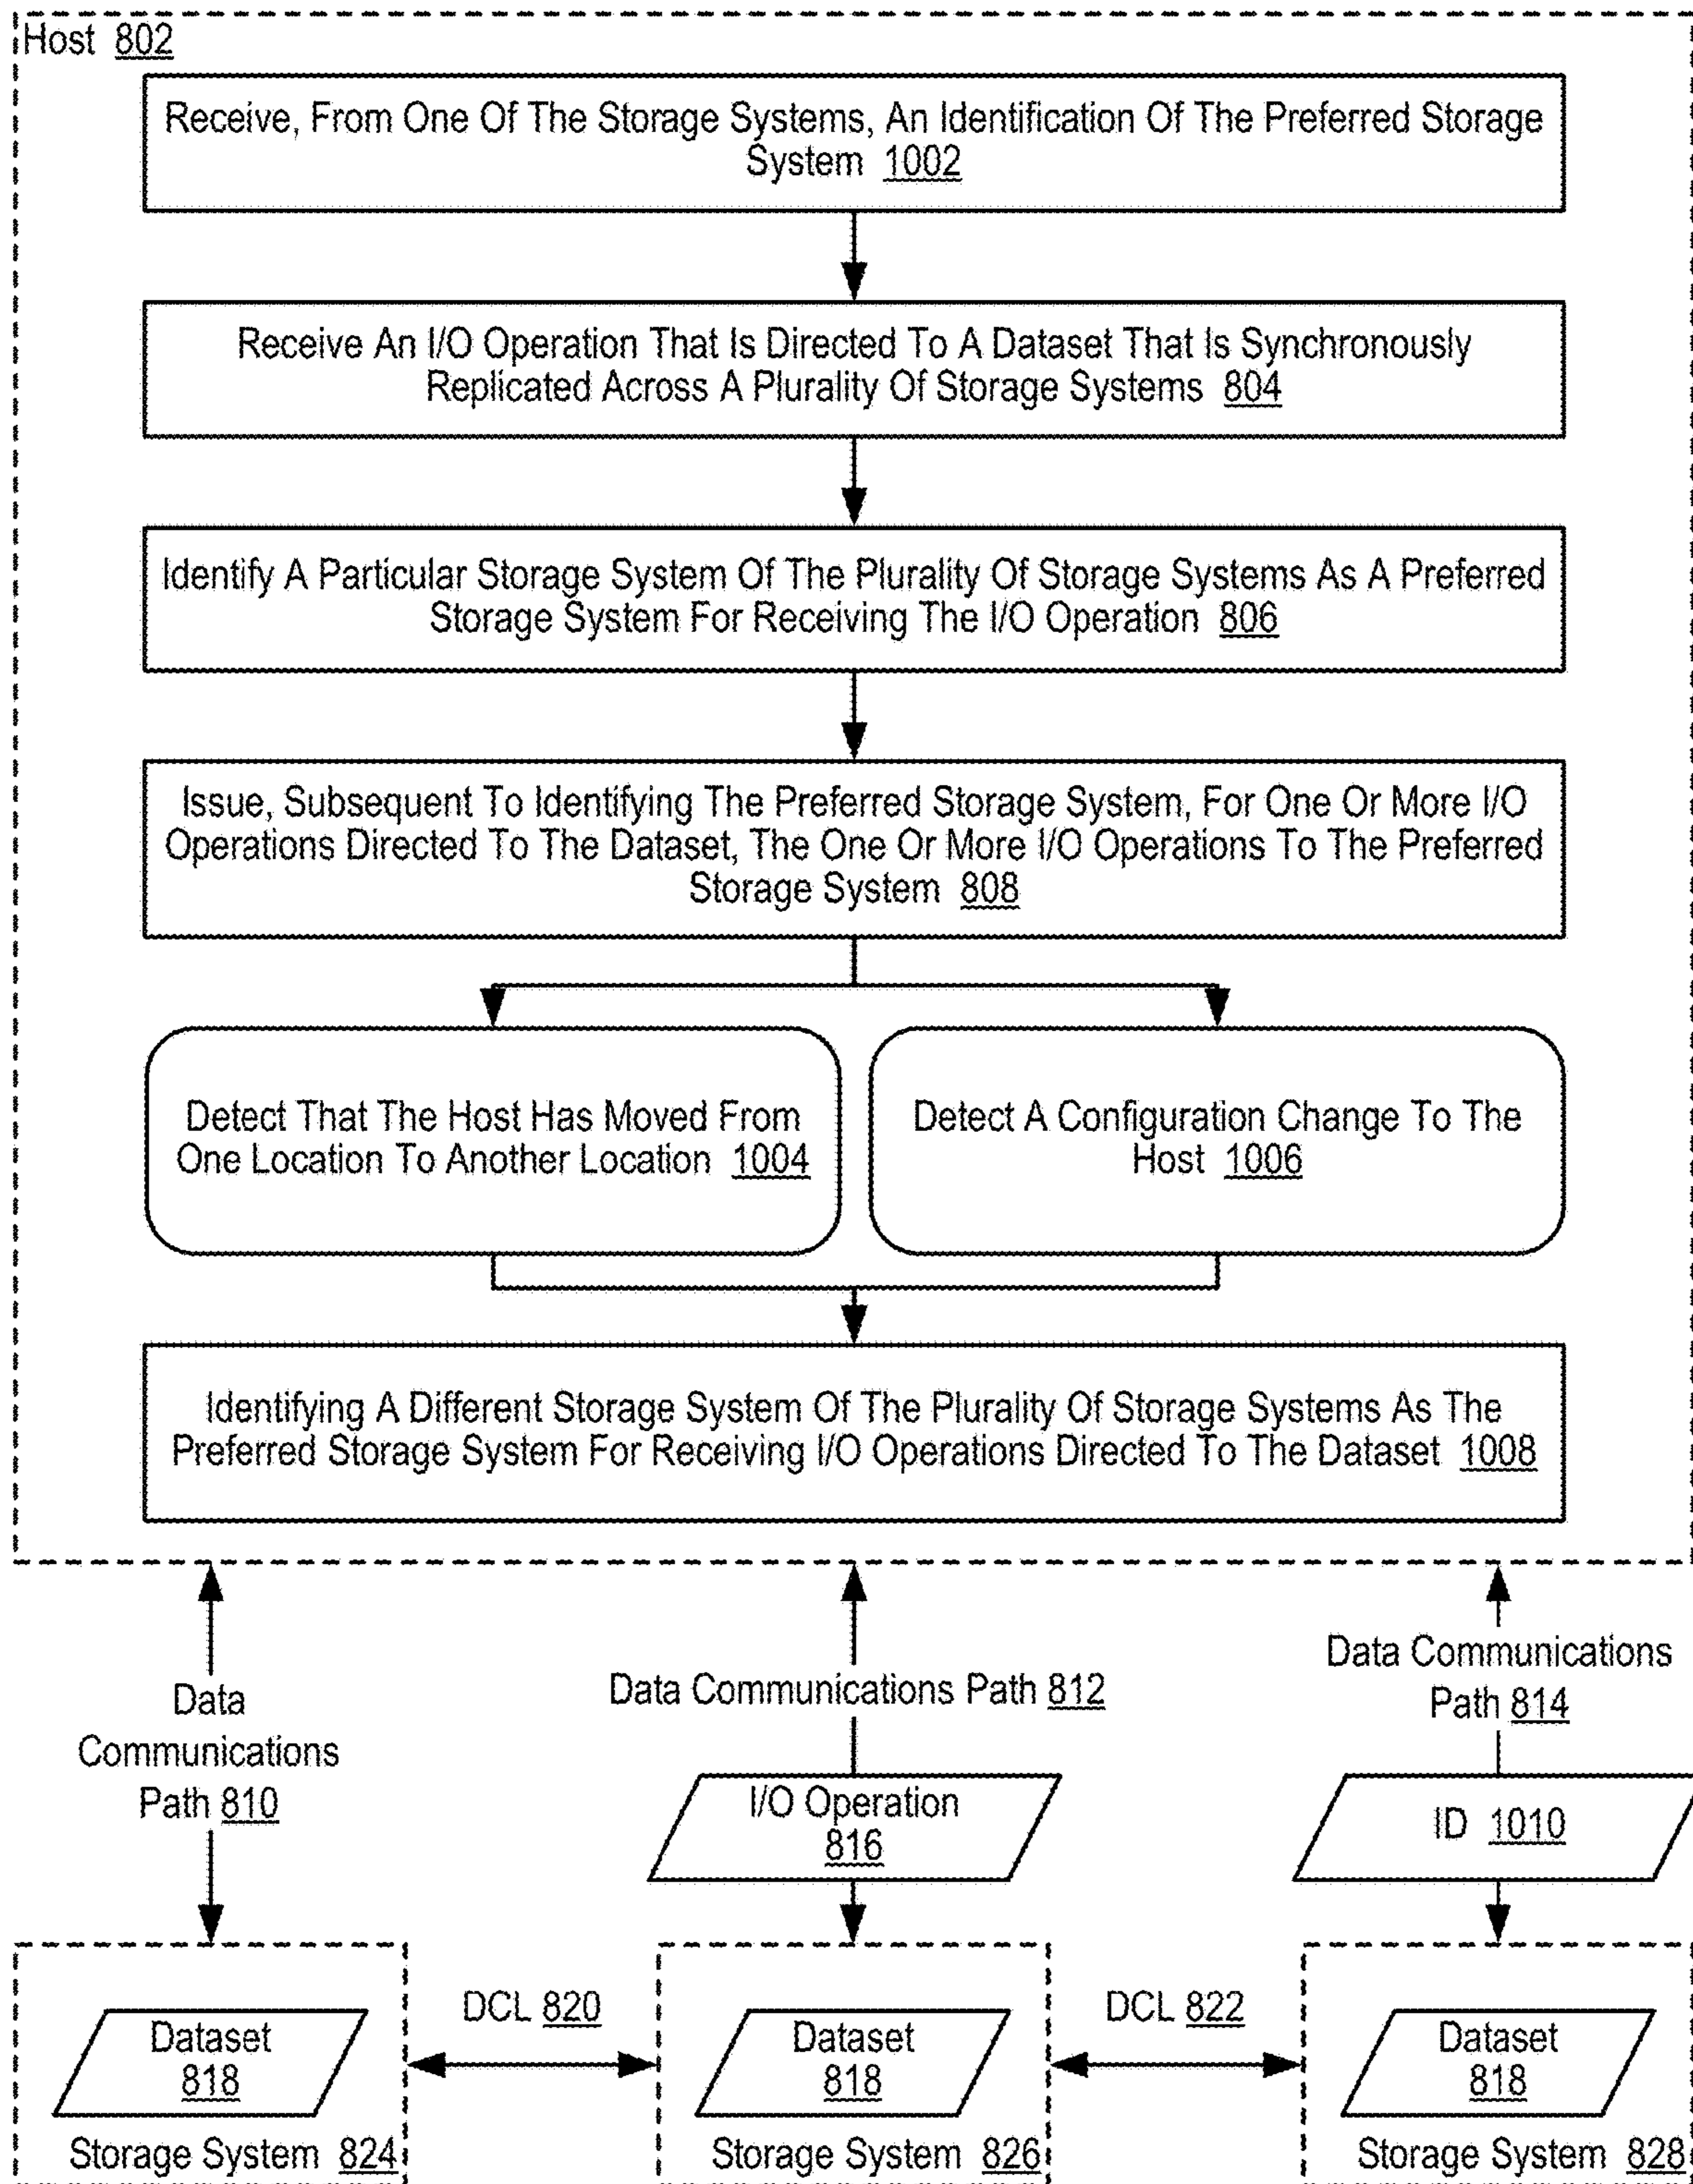 Host 802
Receive, From One Of The Storage Systems, An Identification Of The Preferred Storage
System 1002
Receive An I/O Operation That Is Directed To A Dataset That Is Synchronously
Replicated Across A Plurality Of Storage Systems 804
Identify A Particular Storage System Of The Plurality Of Storage Systems As A Preferred
Storage System For Receiving The I/O Operation 806
Issue, Subsequent To Identifying The Preferred Storage System, For One Or More I/O
Operations Directed To The Dataset, The One Or More I/O Operations To The Preferred
Storage System 808
Detect That The Host Has Moved From
One Location To Another Location 1004
Detect A Configuration Change To The
Host 1006
Identifying A Different Storage System Of The Plurality Of Storage Systems As The
Preferred Storage System For Receiving I/O Operations Directed To The Dataset 1008
Data
Communications
Path 810
Data Communications Path 812
Data Communications
Path 814
I/O Operation
816
ID 1010
DCL 820
DCL 822
Dataset
818
Storage System 824
Dataset
818
Storage System 826
Dataset
818
Storage System 828